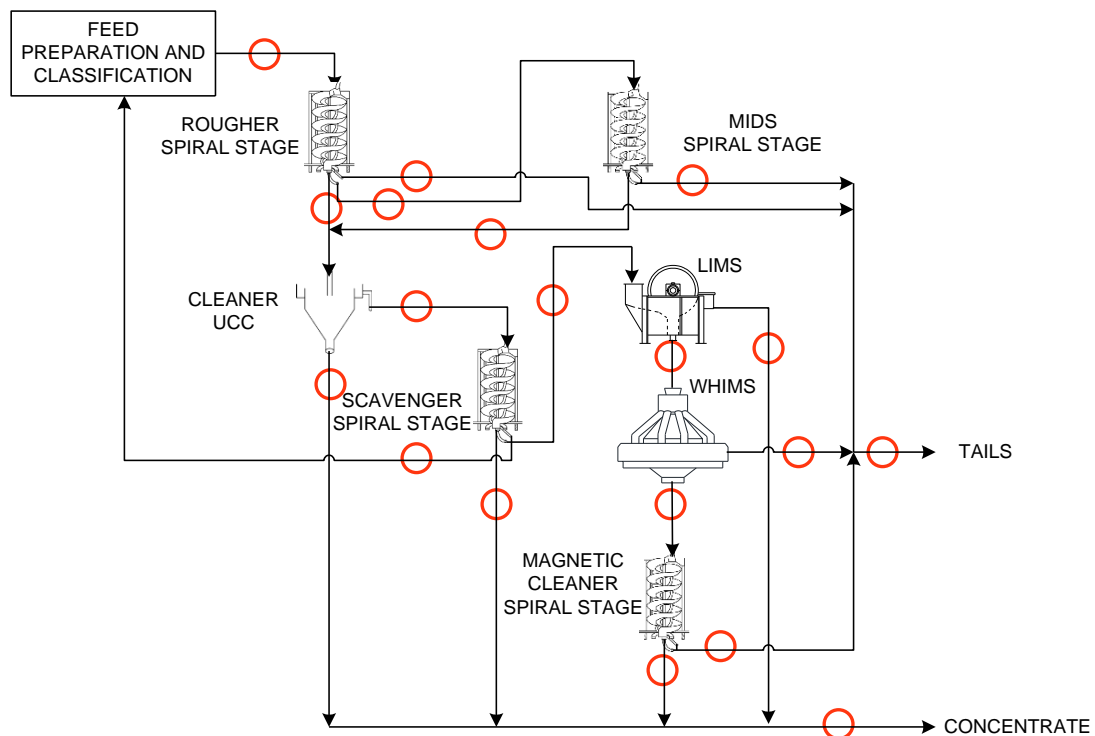 FEED
PREPARATION AND
CLASSIFICATION
ROUGHER
SPIRAL STAGE
MIDS
SPIRAL STAGE
CLEANER
UCC
LIMS
SCAVENGER
SPIRAL STAGE
WHIMS
TAILS
MAGNETIC
CLEANER
SPIRAL STAGE
CONCENTRATE